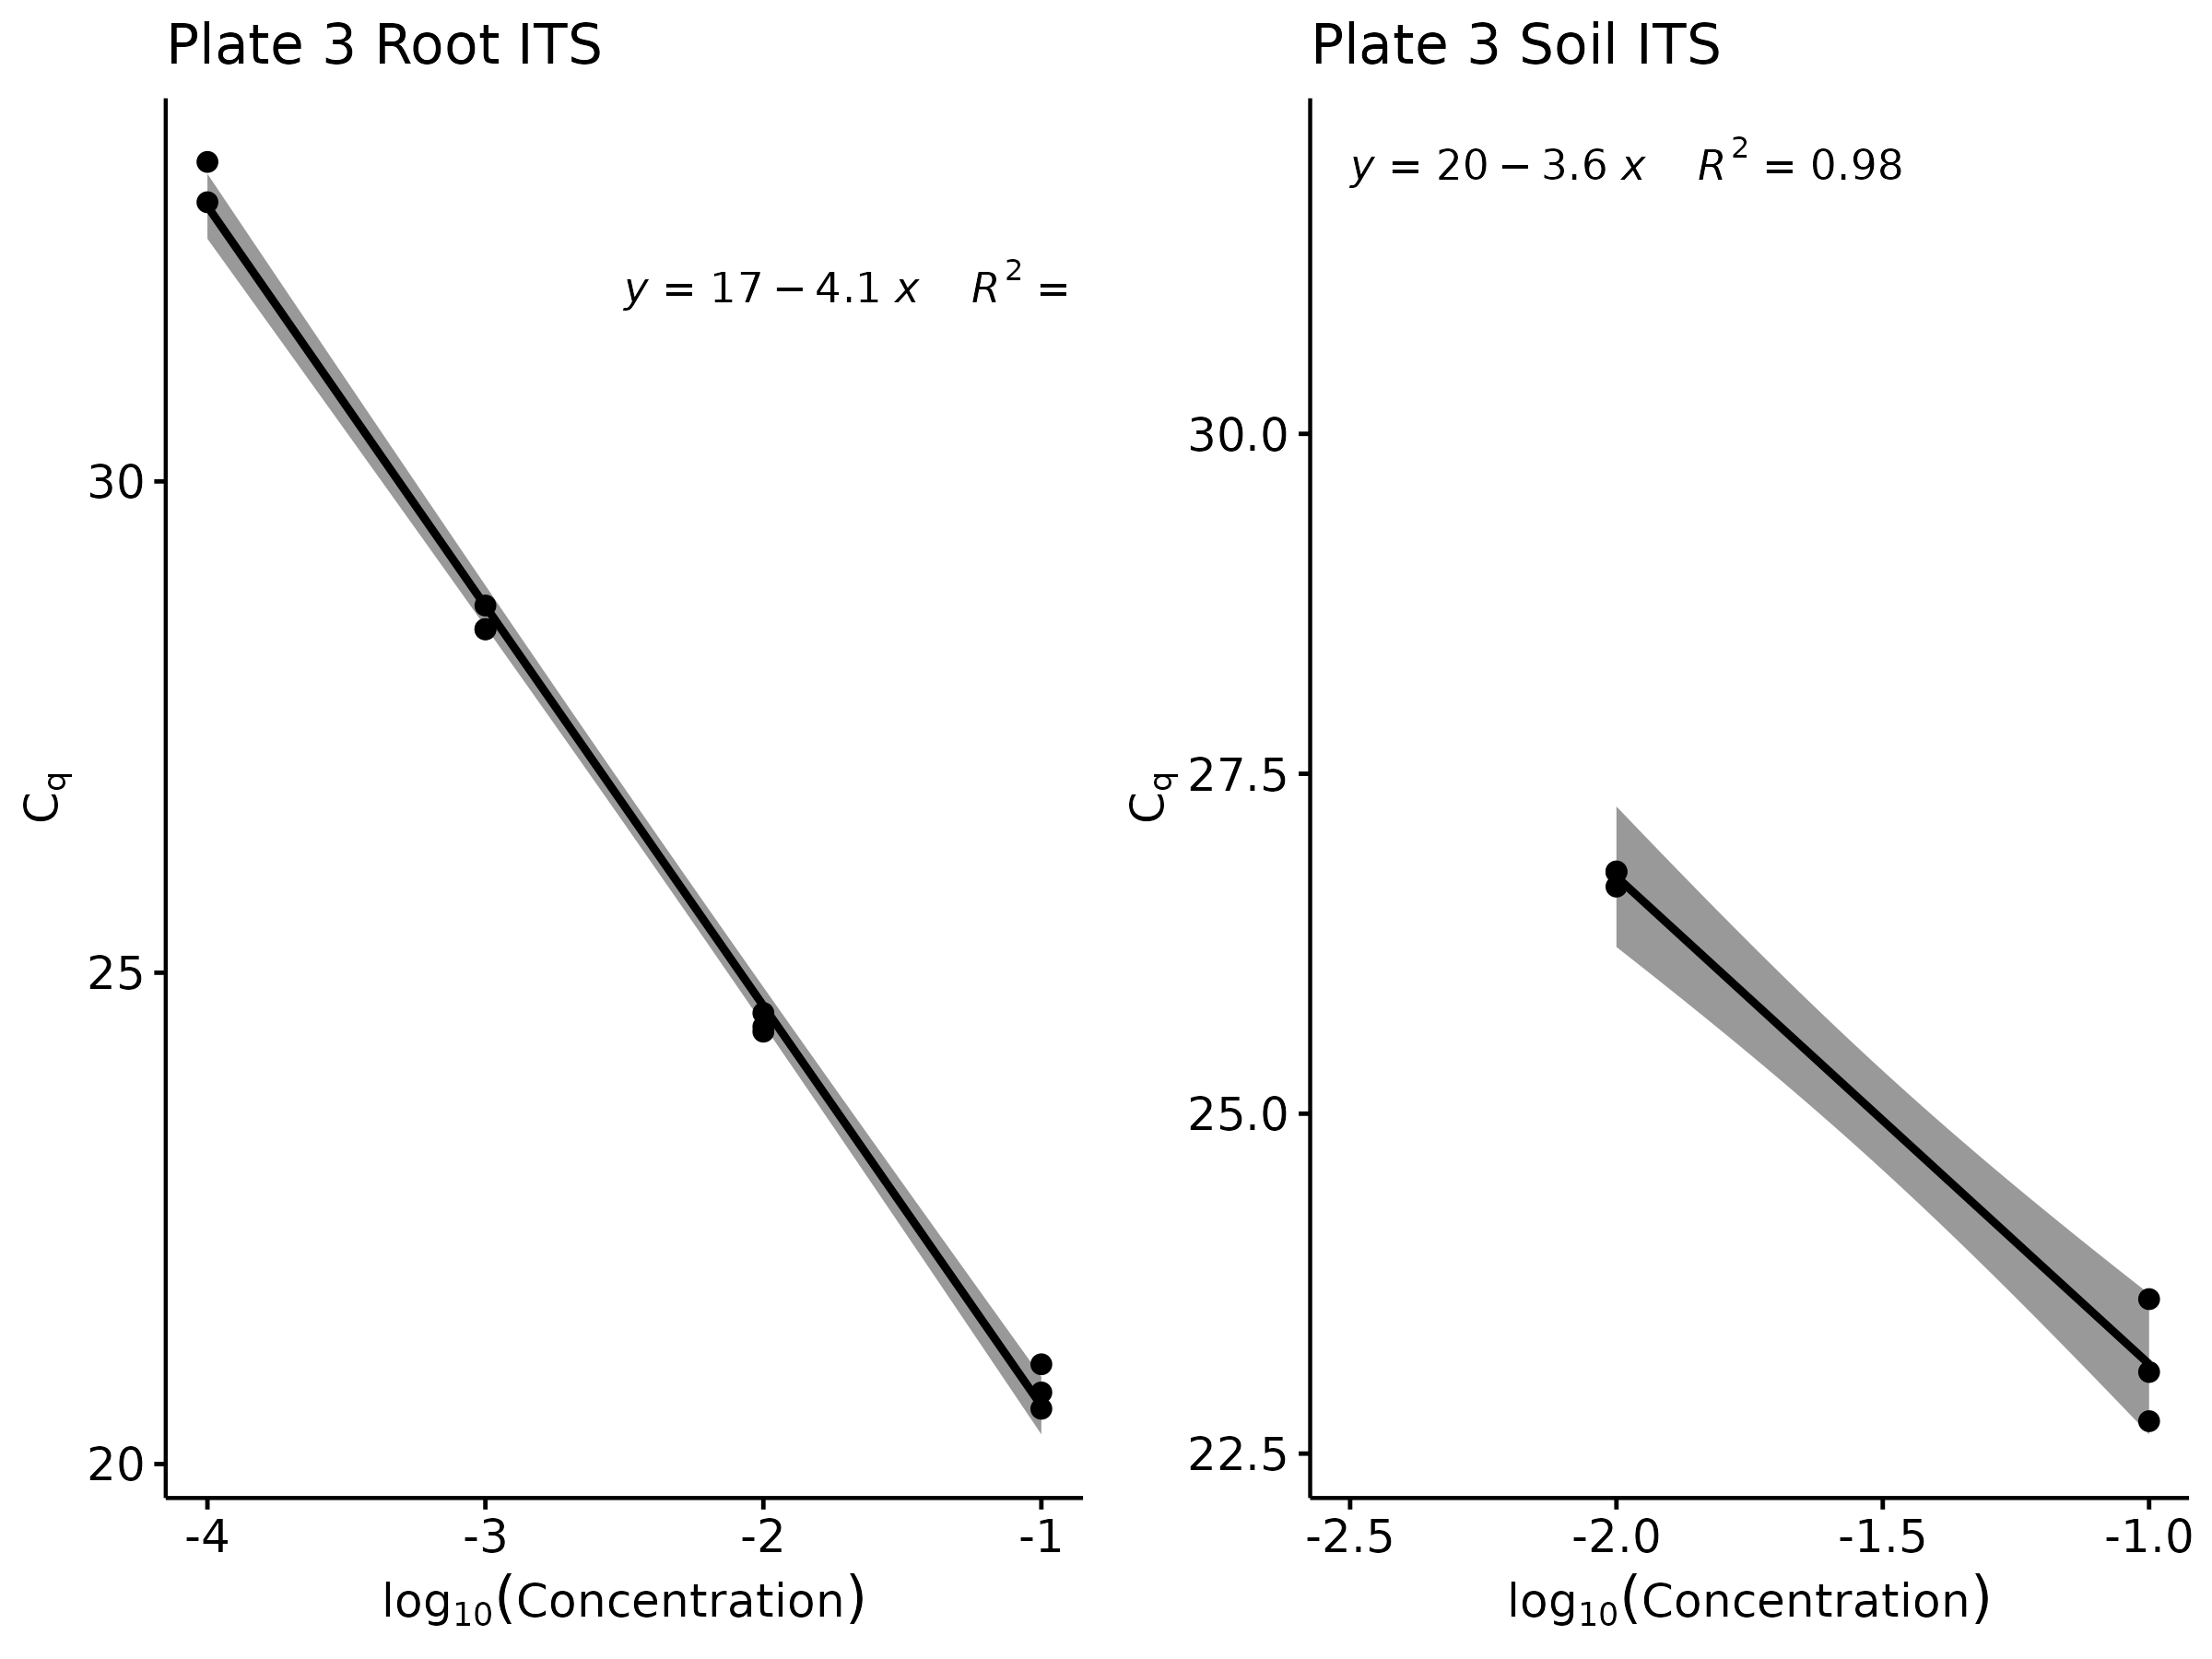 Plate 3 Root ITS
y = 17 − 4.1 x R² =
30
25
20
C_q
-4 -3 -2 -1
log₁₀(Concentration)
Plate 3 Soil ITS
y = 20 − 3.6 x R² = 0.98
30.0
27.5
25.0
22.5
C_q
-2.5 -2.0 -1.5 -1.0
log₁₀(Concentration)